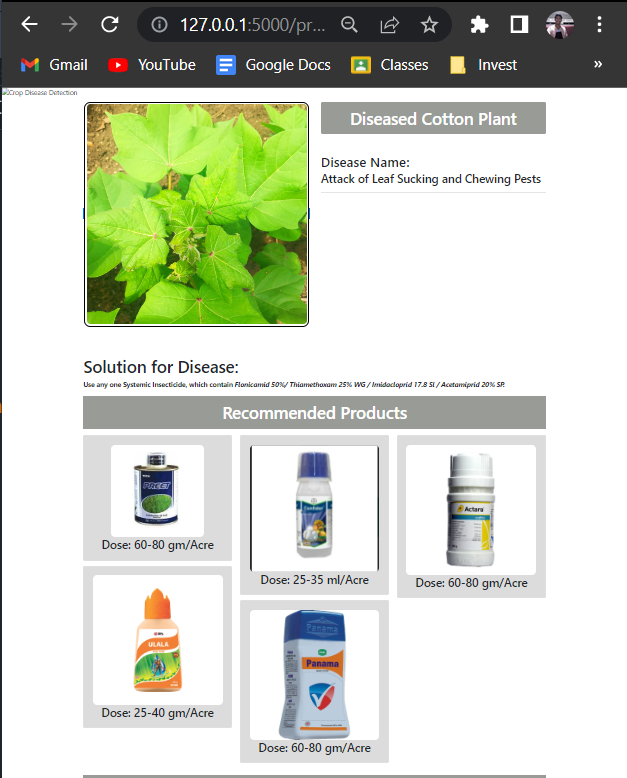 127.0.0.1:5000/pr...
Gmail
YouTube
Google Docs
Classes
Invest
»
Crop Disease Detection
Diseased Cotton Plant
Disease Name:
Attack of Leaf Sucking and Chewing Pests
Solution for Disease:
Use any one Systemic Insecticide, which contain Flonicamid 50%/ Thiamethoxam 25% WG / Imidacloprid 17.8 Sl / Acetamiprid 20% SP.
Recommended Products
PREET
Dose: 60-80 gm/Acre
Confidor
Dose: 25-35 ml/Acre
Actara
Dose: 60-80 gm/Acre
ULALA
Dose: 25-40 gm/Acre
Panama
Panama
Dose: 60-80 gm/Acre